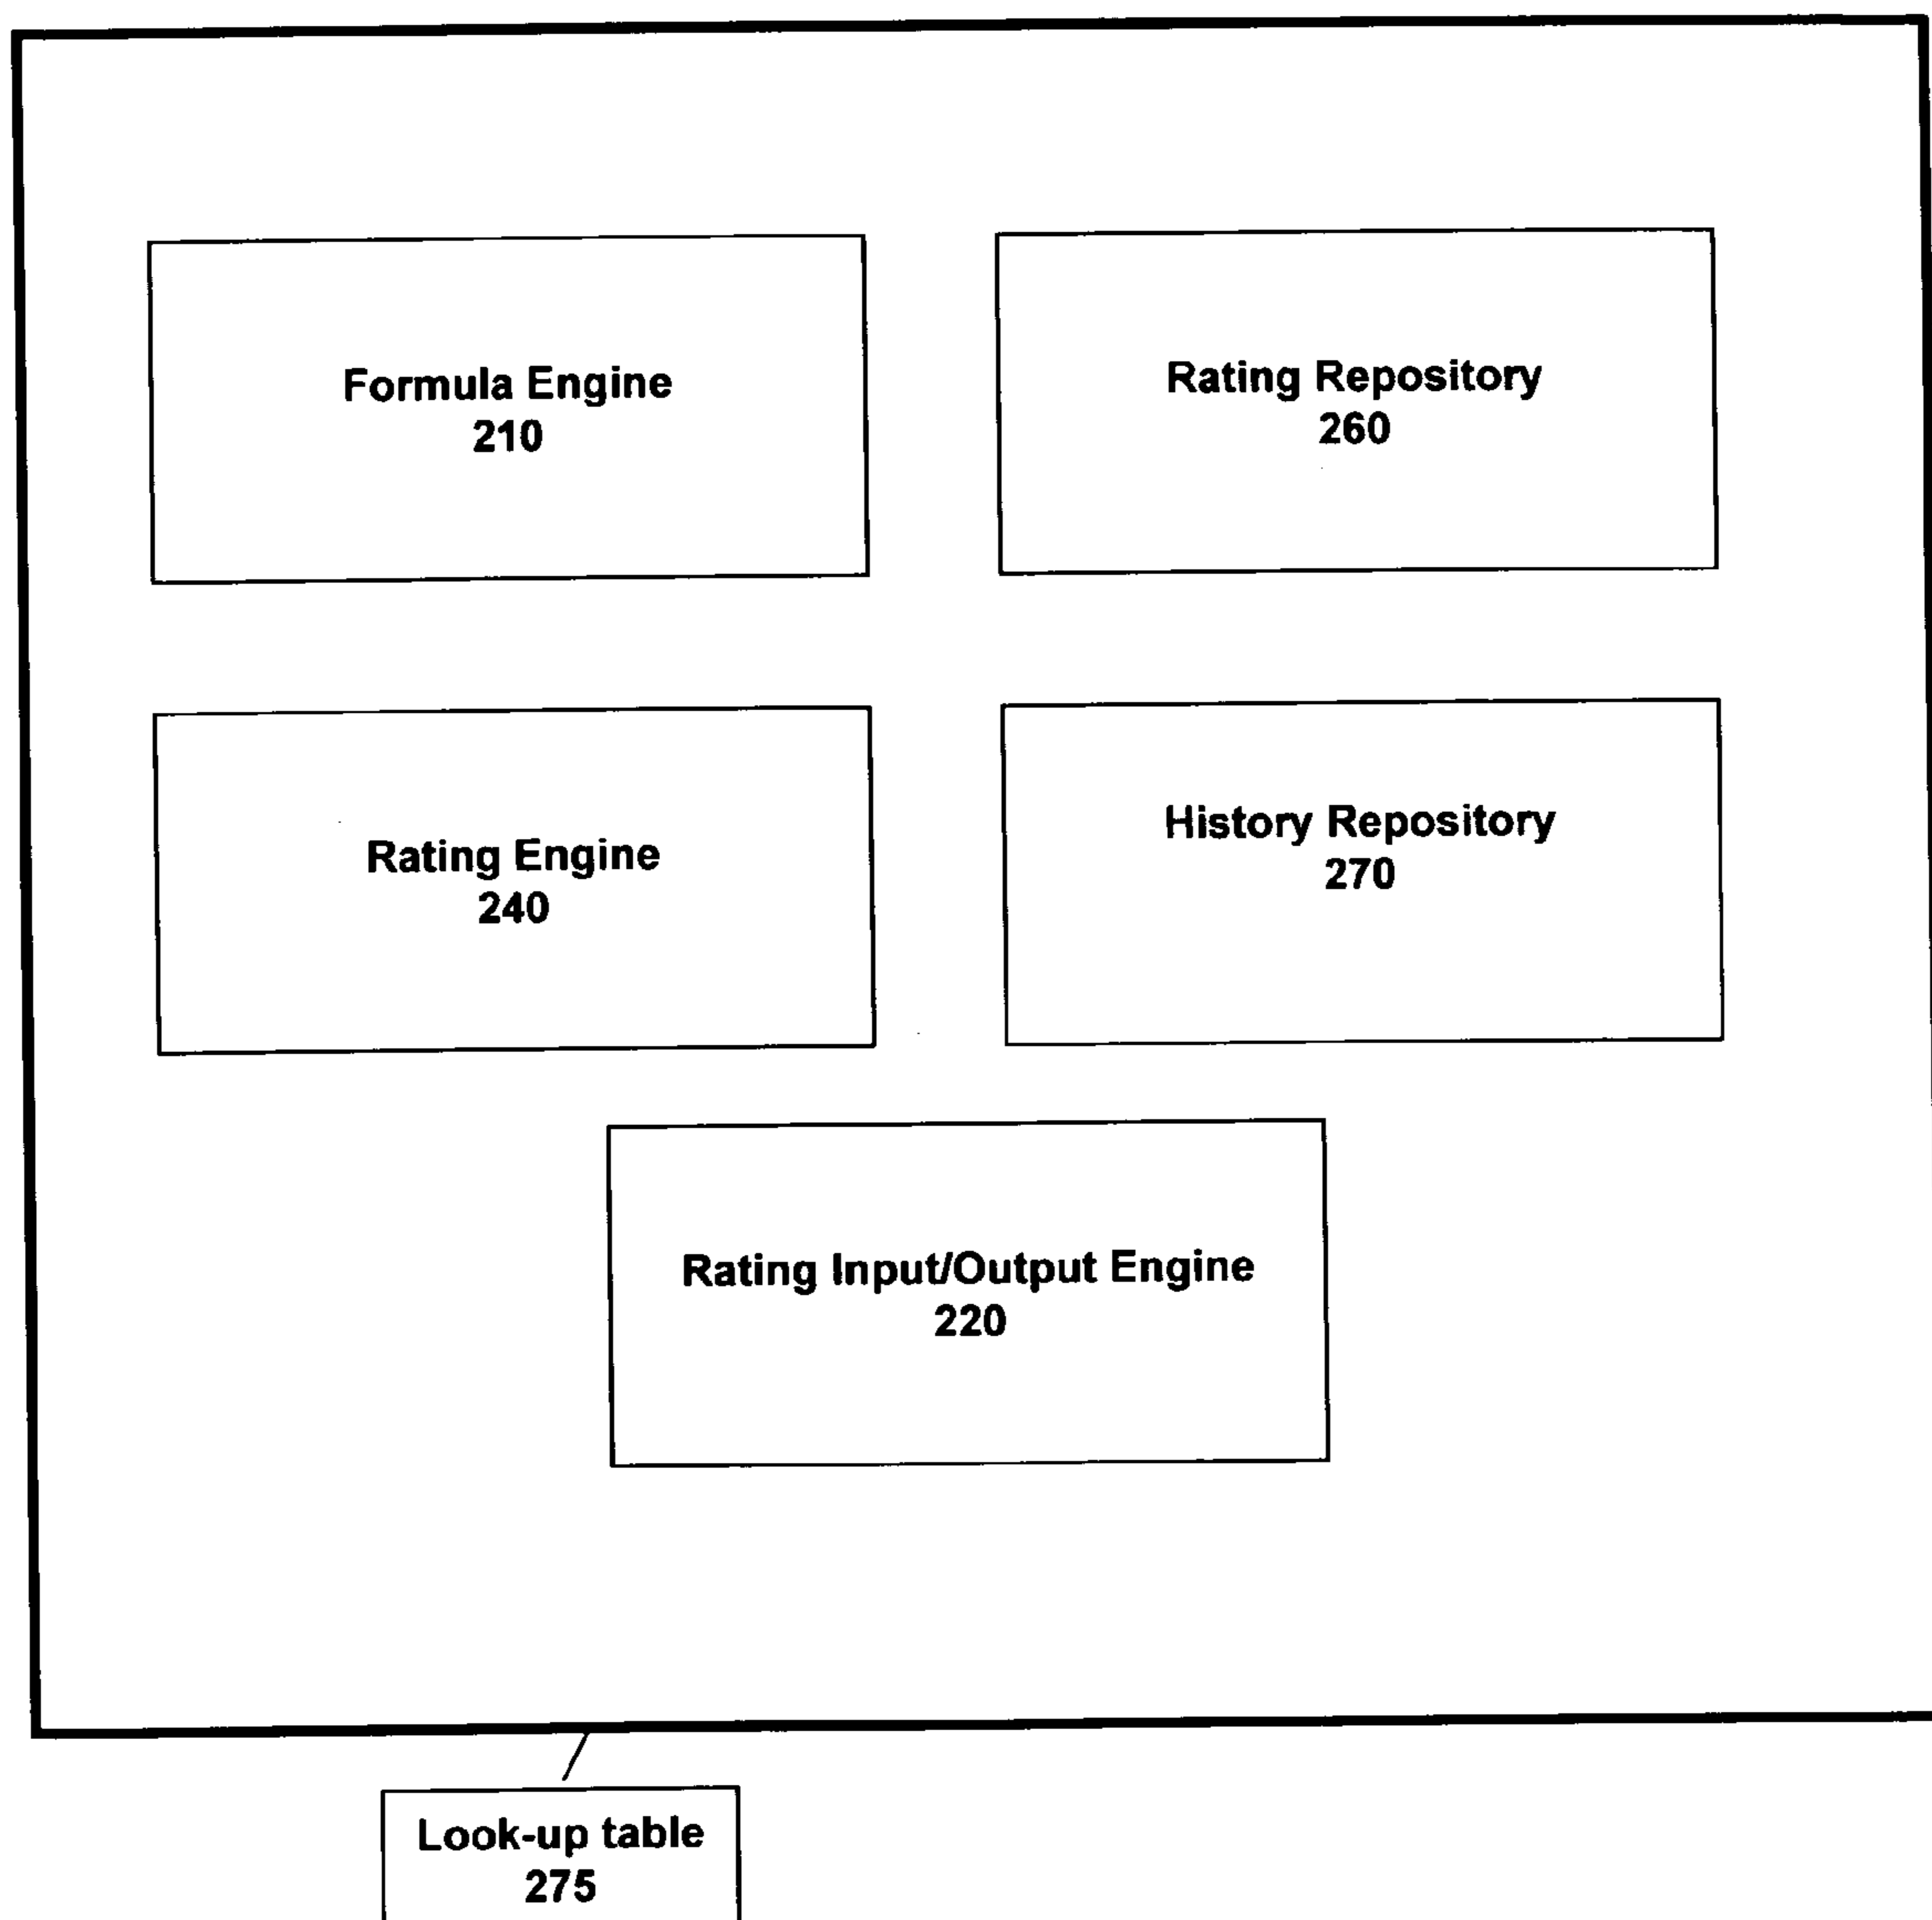 Formula Engine
210
Rating Repository
260
Rating Engine
240
History Repository
270
Rating Input/Output Engine
220
Look-up table
275